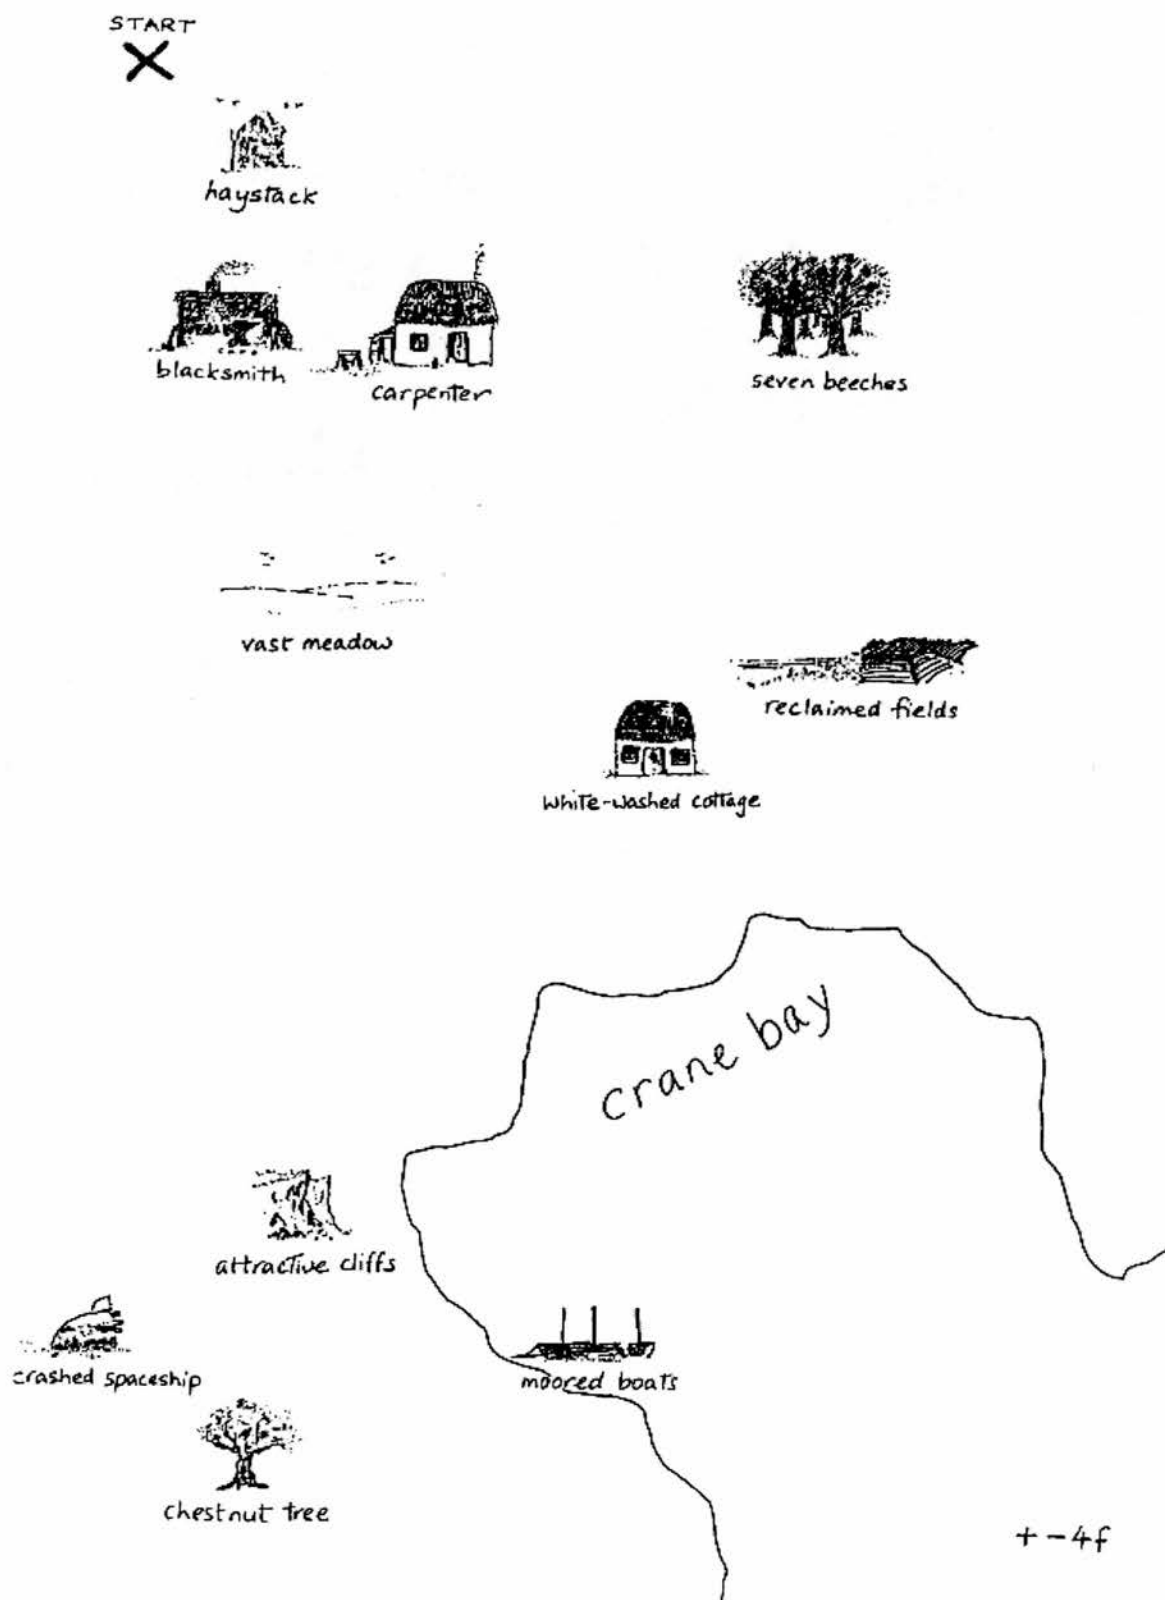 START
haystack
blacksmith
carpenter
seven beeches
vast meadow
reclaimed fields
white-washed cottage
crane bay
attractive cliffs
crashed spaceship
moored boats
chestnut tree
+-4f